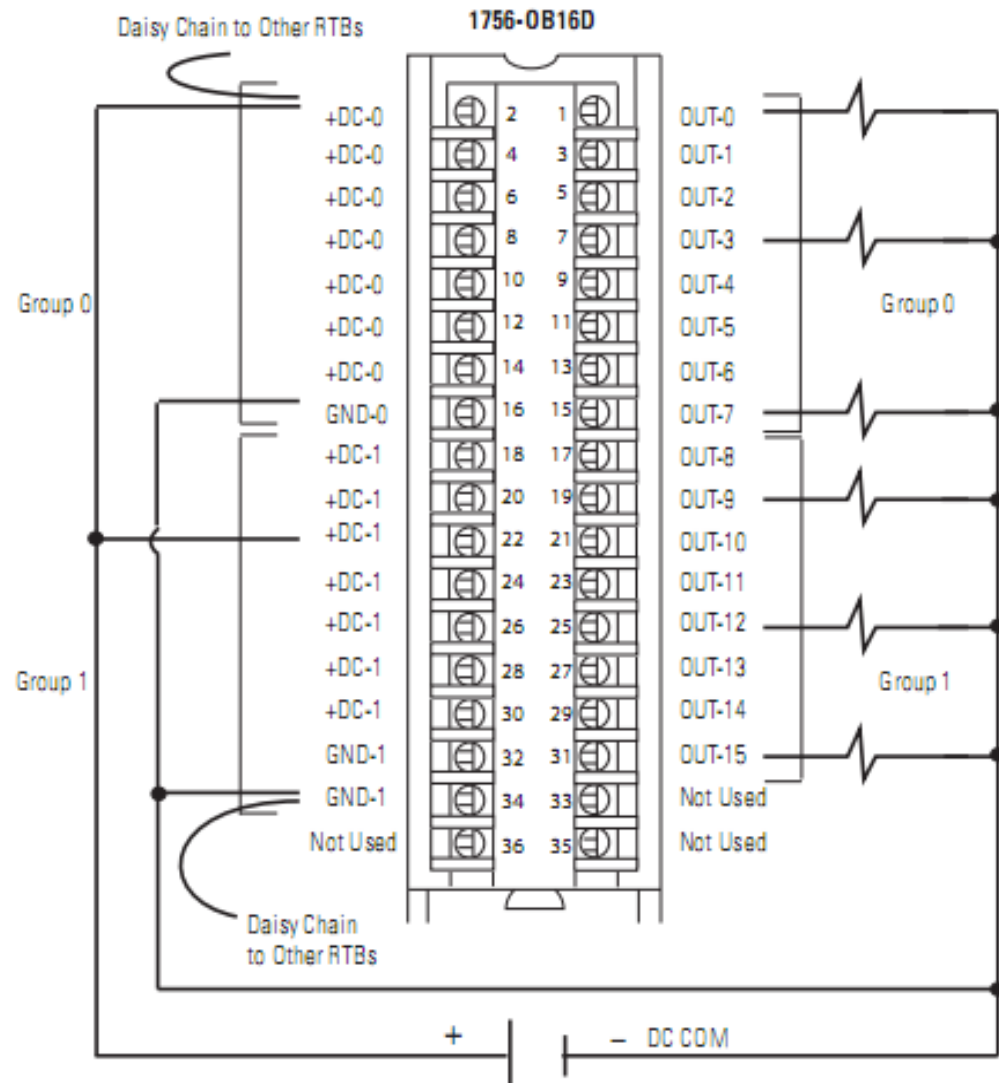 1756-OB16D
Daisy Chain to Other RTBs
+DC-0 2 1 OUT-0
+DC-0 4 3 OUT-1
+DC-0 6 5 OUT-2
+DC-0 8 7 OUT-3
+DC-0 10 9 OUT-4
Group 0 Group 0
+DC-0 12 11 OUT-5
+DC-0 14 13 OUT-6
GND-0 16 15 OUT-7
+DC-1 18 17 OUT-8
+DC-1 20 19 OUT-9
+DC-1 22 21 OUT-10
+DC-1 24 23 OUT-11
+DC-1 26 25 OUT-12
+DC-1 28 27 OUT-13
Group 1 Group 1
+DC-1 30 29 OUT-14
GND-1 32 31 OUT-15
GND-1 34 33 Not Used
Not Used 36 35 Not Used
Daisy Chain
to Other RTBs
+ – DC COM